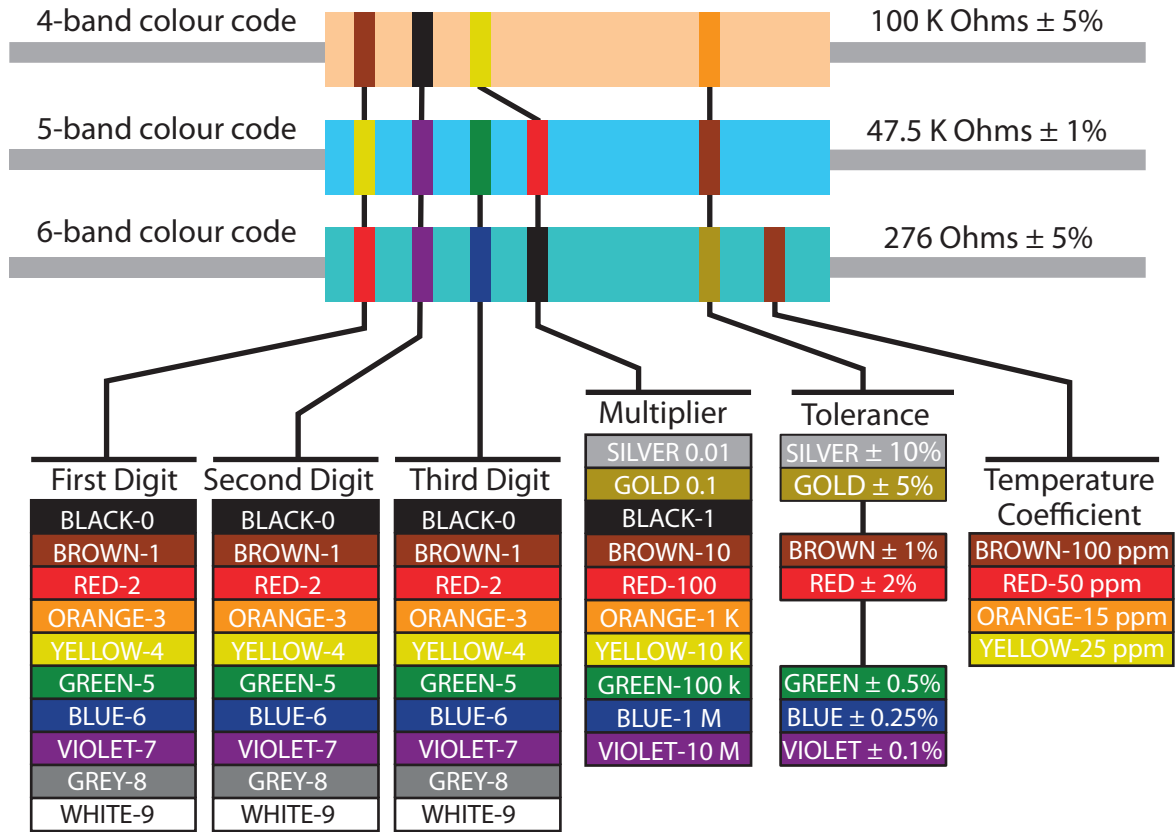 4-band colour code
100 K Ohms ± 5%
5-band colour code
47.5 K Ohms ± 1%
6-band colour code
276 Ohms ± 5%
First Digit
BLACK-0
BROWN-1
RED-2
ORANGE-3
YELLOW-4
GREEN-5
BLUE-6
VIOLET-7
GREY-8
WHITE-9
Second Digit
BLACK-0
BROWN-1
RED-2
ORANGE-3
YELLOW-4
GREEN-5
BLUE-6
VIOLET-7
GREY-8
WHITE-9
Third Digit
BLACK-0
BROWN-1
RED-2
ORANGE-3
YELLOW-4
GREEN-5
BLUE-6
VIOLET-7
GREY-8
WHITE-9
Multiplier
SILVER 0.01
GOLD 0.1
BLACK-1
BROWN-10
RED-100
ORANGE-1 K
YELLOW-10 K
GREEN-100 k
BLUE-1 M
VIOLET-10 M
Tolerance
SILVER ± 10%
GOLD ± 5%
BROWN ± 1%
RED ± 2%
GREEN ± 0.5%
BLUE ± 0.25%
VIOLET ± 0.1%
Temperature
Coefficient
BROWN-100 ppm
RED-50 ppm
ORANGE-15 ppm
YELLOW-25 ppm